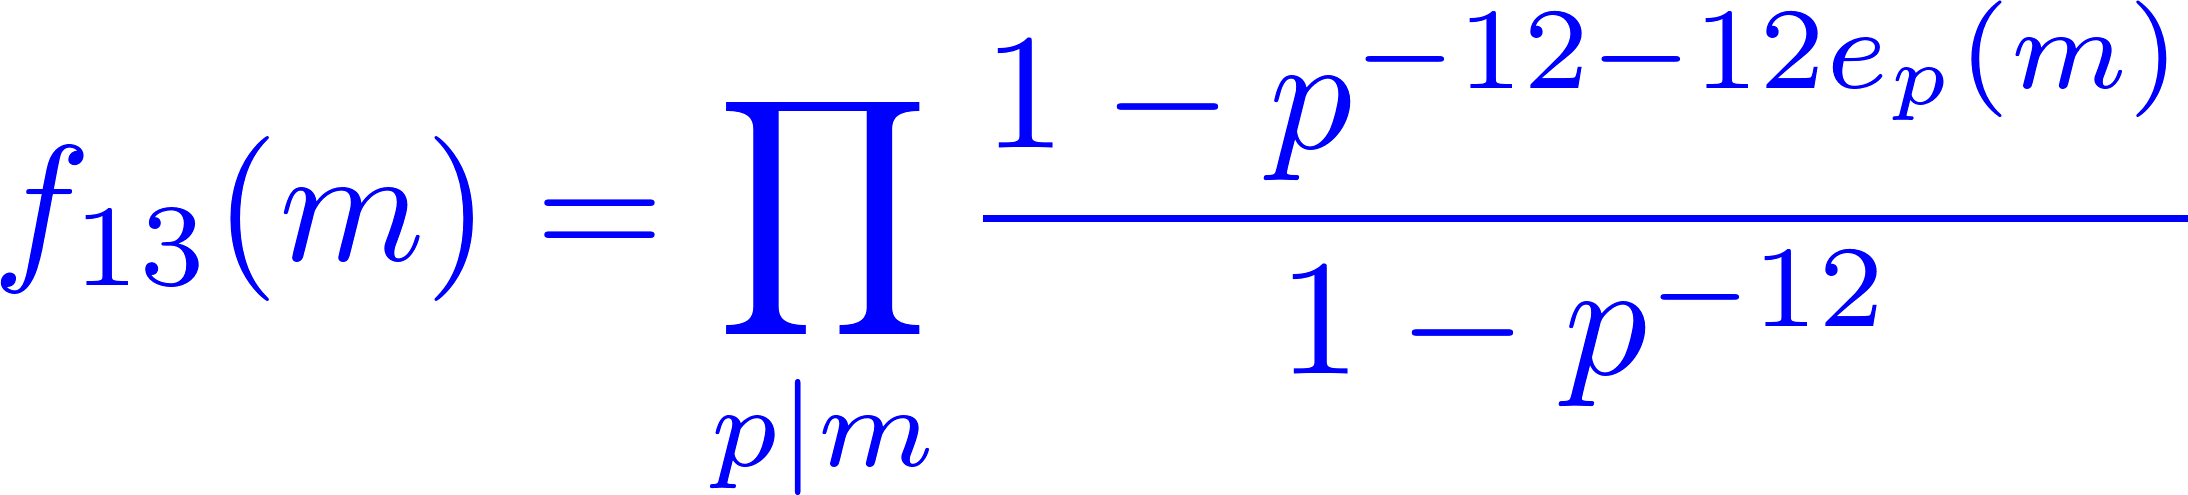 f_{13}(m) = \prod_{p|m} \frac{1 - p^{-12-12e_p(m)}}{1 - p^{-12}}